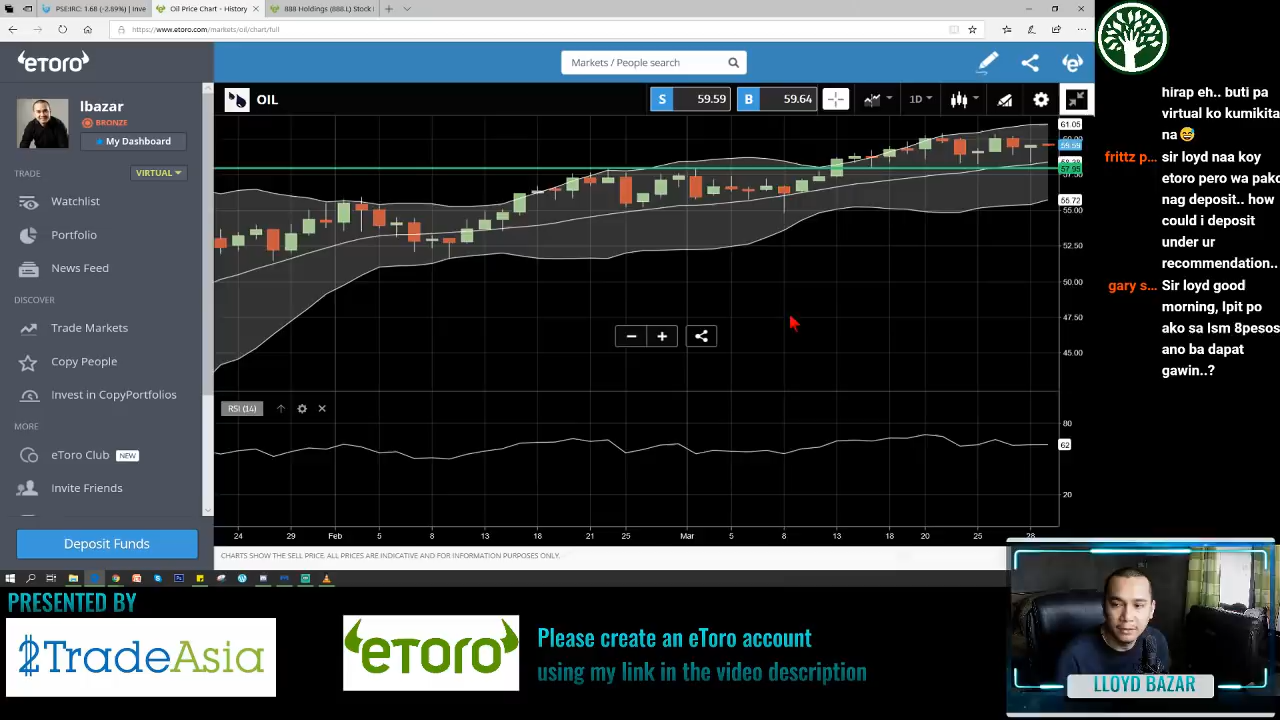 PSE:IRC: 1.68 (-2.89%) | Inve
Oil Price Chart - History
888 Holdings (888.L) Stock
https://www.etoro.com/markets/oil/chart/full
eTORO
Markets / People search
lbazar
BRONZE
My Dashboard
TRADE
VIRTUAL
Watchlist
Portfolio
News Feed
DISCOVER
Trade Markets
Copy People
Invest in CopyPortfolios
MORE
eToro Club NEW
Invite Friends
Deposit Funds
OIL
S 59.59 B 59.64
1D
61.05
59.59
57.95
55.72
55.00
52.50
50.00
47.50
45.00
RSI (14)
80
62
20
24 29 Feb 5 8 13 18 21 25 Mar 5 8 13 18 20 25 28
CHARTS SHOW THE SELL PRICE. ALL PRICES ARE INDICATIVE AND FOR INFORMATION PURPOSES ONLY.
hirap eh.. buti pa
virtual ko kumikita
na
frittz p... sir loyd naa koy
etoro pero wa pako
nag deposit.. how
could i deposit
under ur
recommendation..
gary s... Sir loyd good
morning, Ipit po
ako sa Ism 8pesos
ano ba dapat
gawin..?
PRESENTED BY
2TradeAsia
eToro
Please create an eToro account
using my link in the video description
LLOYD BAZAR